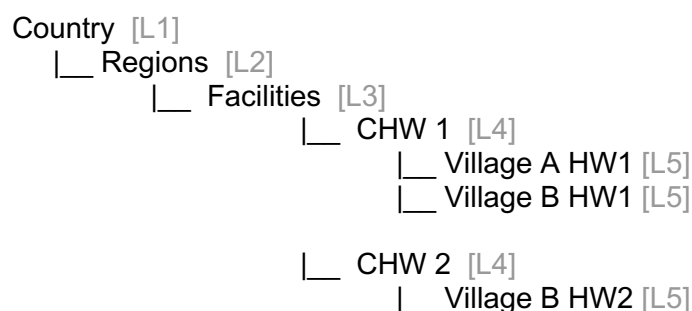 Country [L1]
|__ Regions [L2]
|__ Facilities [L3]
|__ CHW 1 [L4]
|__ Village A HW1 [L5]
|__ Village B HW1 [L5]
|__ CHW 2 [L4]
| Village B HW2 [L5]